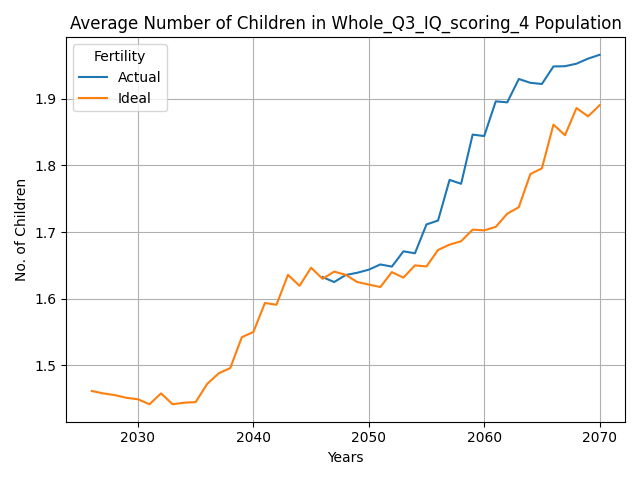 Average Number of Children in Whole_Q3_IQ_scoring_4 Population
Fertility
Actual
Ideal
No. of Children
1.9
1.8
1.7
1.6
1.5
2030 2040 2050 2060 2070
Years